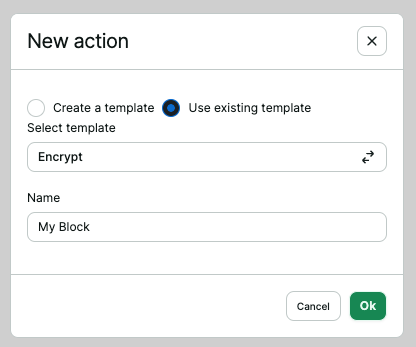 New action
Create a template Use existing template
Select template
Encrypt
Name
My Block
Cancel Ok